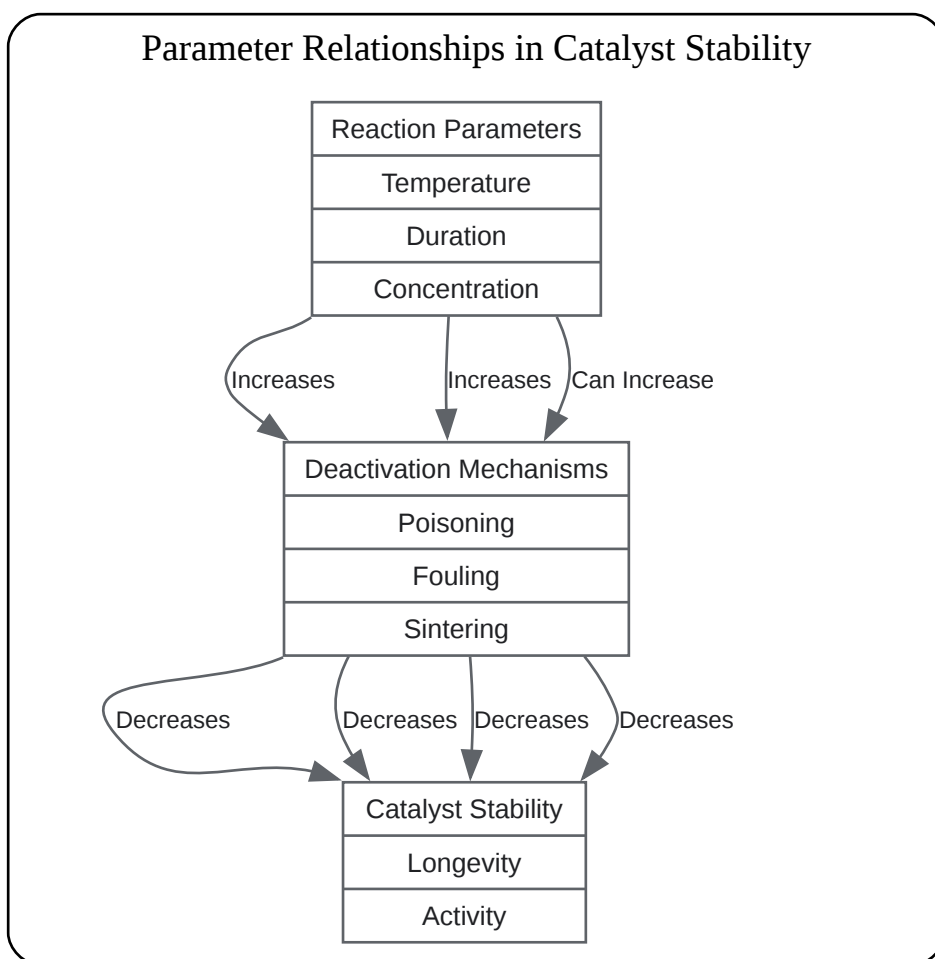 Parameter Relationships in Catalyst Stability
Reaction Parameters
Temperature
Duration
Concentration
Increases
Increases
Can Increase
Deactivation Mechanisms
Poisoning
Fouling
Sintering
Decreases
Decreases
Decreases
Decreases
Catalyst Stability
Longevity
Activity